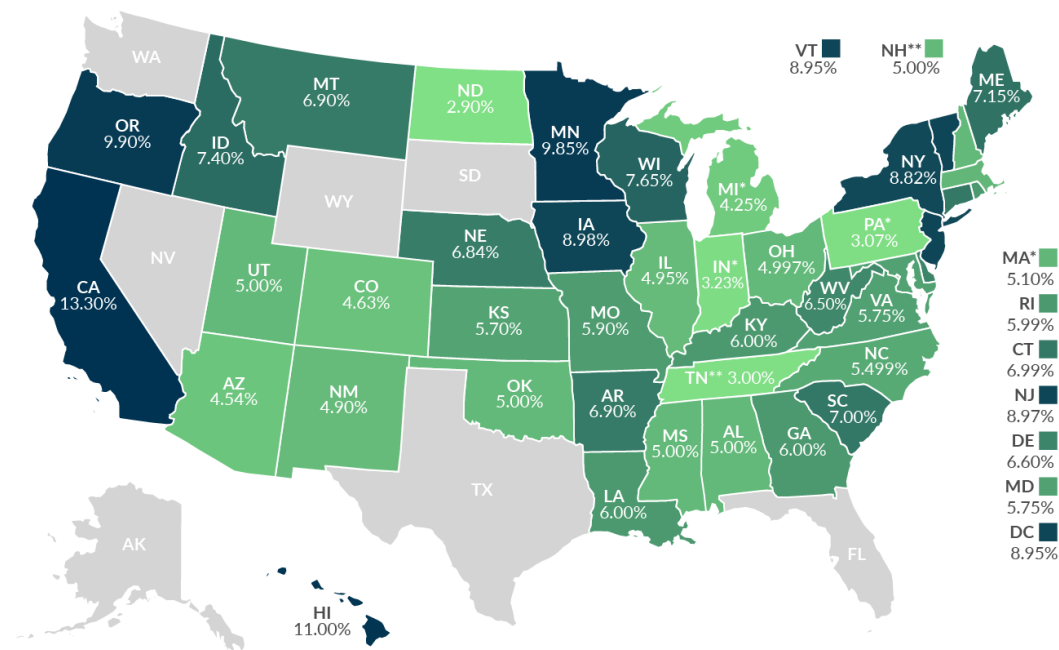 WA
VT
8.95%
NH**
5.00%
MT
6.90%
ND
2.90%
ME
7.15%
OR
9.90%
ID
7.40%
MN
9.85%
WI
7.65%
NY
8.82%
SD
MI*
4.25%
WY
NE
6.84%
IA
8.98%
PA*
3.07%
NV
UT
5.00%
CO
4.63%
IL
4.95%
IN*
3.23%
OH
4.997%
MA*
5.10%
CA
13.30%
WV
6.50%
VA
5.75%
RI
5.99%
KS
5.70%
MO
5.90%
KY
6.00%
CT
6.99%
NC
5.499%
AZ
4.54%
NM
4.90%
OK
5.00%
TN** 3.00%
NJ
8.97%
AR
6.90%
SC
7.00%
MS
5.00%
AL
5.00%
GA
6.00%
DE
6.60%
TX
LA
6.00%
MD
5.75%
AK
FL
DC
8.95%
HI
11.00%